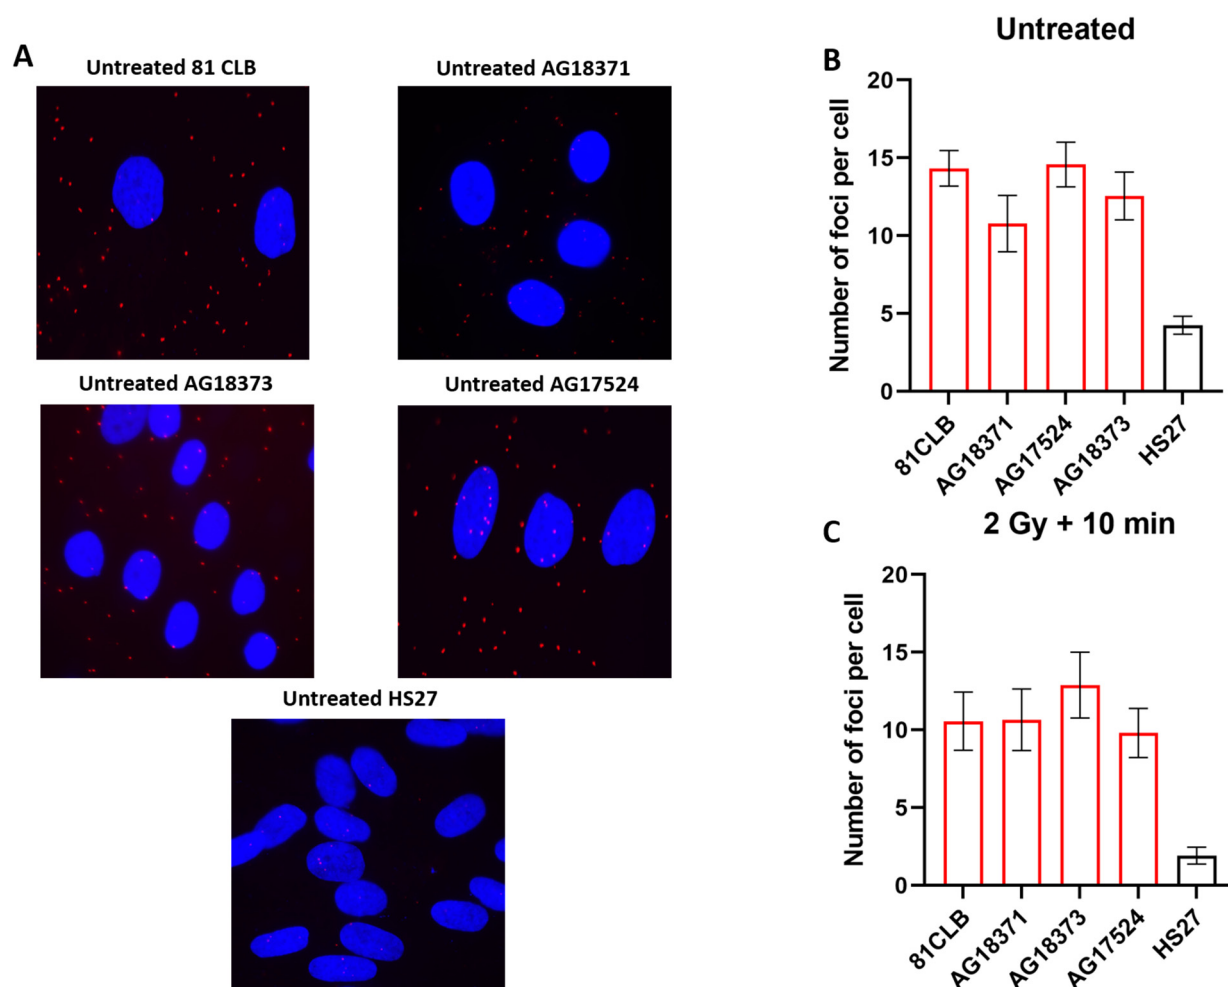 A
Untreated 81 CLB
Untreated AG18371
Untreated AG18373
Untreated AG17524
Untreated HS27
B
Untreated
Number of foci per cell
20
15
10
5
0
81CLB
AG18371
AG17524
AG18373
HS27
C
2 Gy + 10 min
Number of foci per cell
20
15
10
5
0
81CLB
AG18371
AG18373
AG17524
HS27